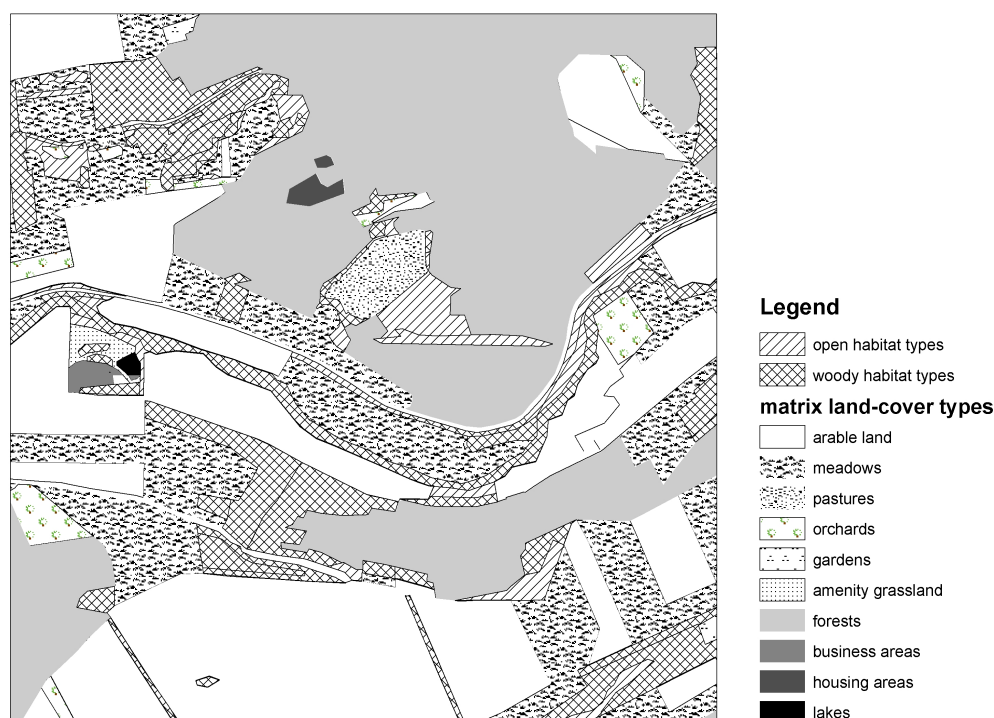 Legend
open habitat types
woody habitat types
matrix land-cover types
arable land
meadows
pastures
orchards
gardens
amenity grassland
forests
business areas
housing areas
lakes